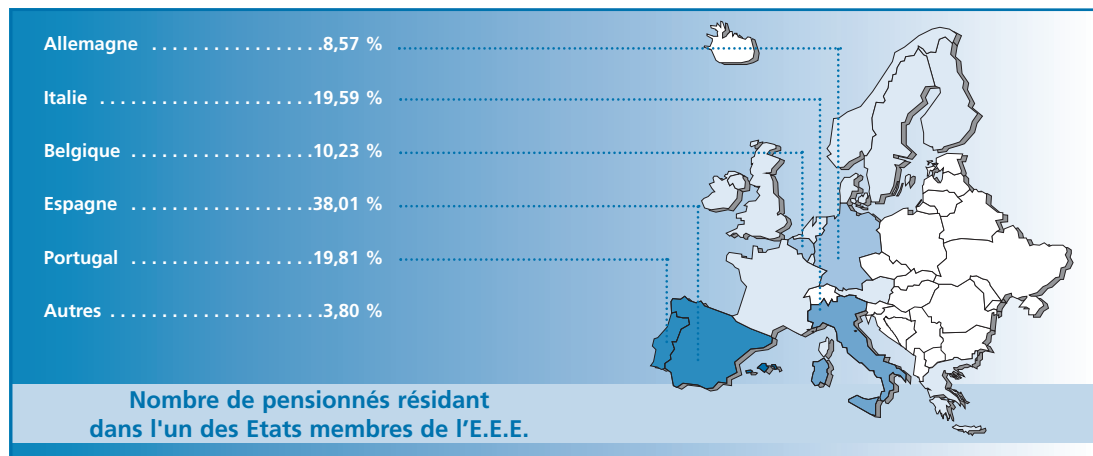 Allemagne . . . . . . . . . . . . . . . . .8,57 %
Italie . . . . . . . . . . . . . . . . . . . . .19,59 %
Belgique . . . . . . . . . . . . . . . . . .10,23 %
Espagne . . . . . . . . . . . . . . . . . .38,01 %
Portugal . . . . . . . . . . . . . . . . . .19,81 %
Autres . . . . . . . . . . . . . . . . . . . . .3,80 %
Nombre de pensionnés résidant
dans l'un des Etats membres de l’E.E.E.